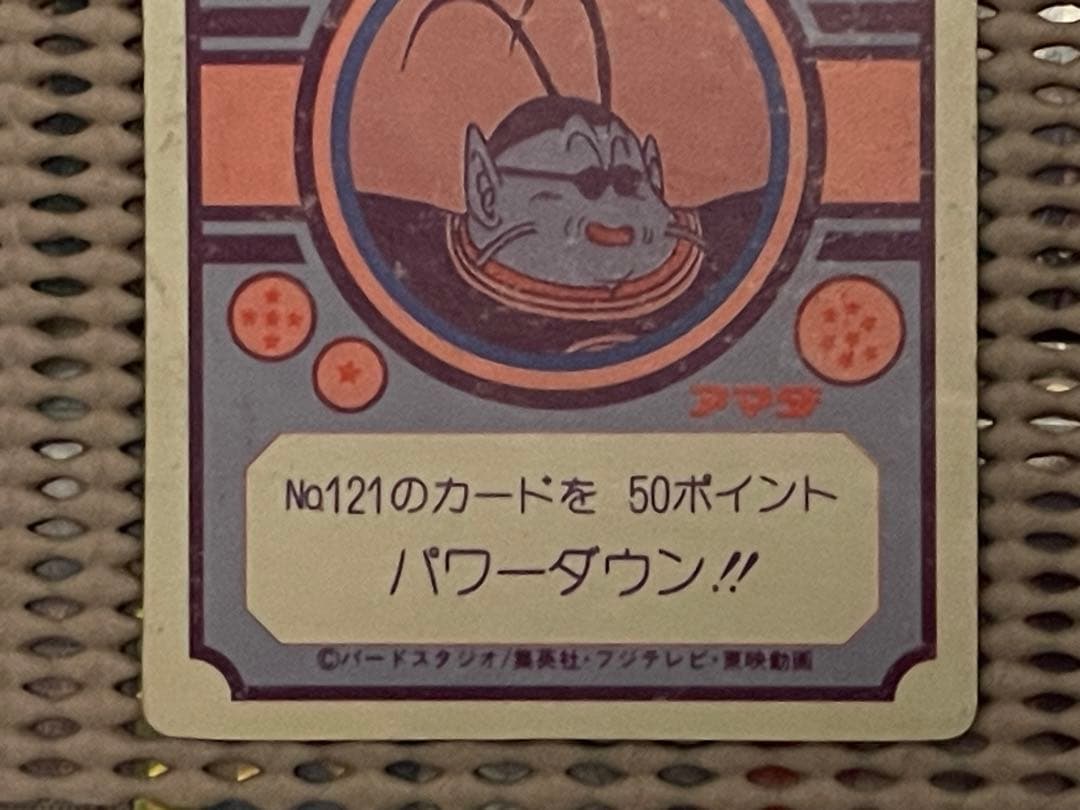 アマダ
No.121のカードを 50ポイント
パワーダウン!!
©バードスタジオ/集英社・フジテレビ・東映動画